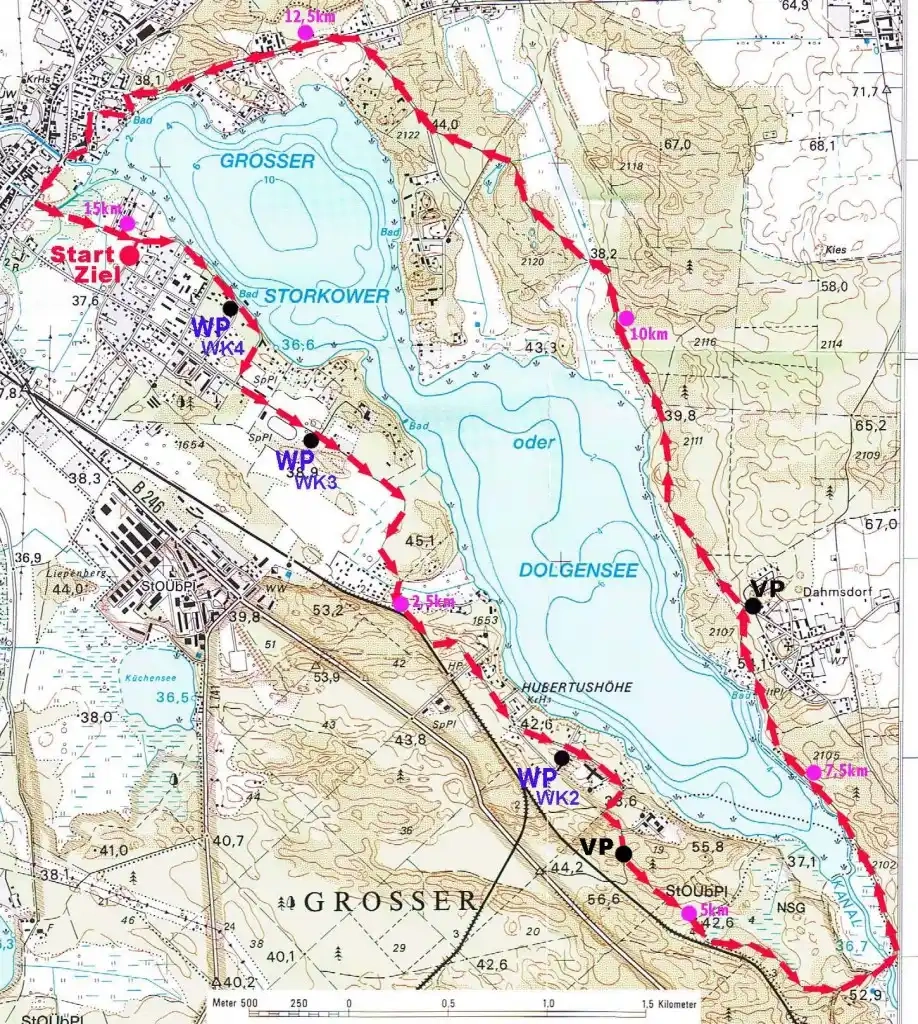 12,5km
64,9
KrHs
38,1
UW
71,7
Bad
4
2
44,0
2122
67,0
68,1
GROSSER
6
10
2118
15km
Start
Ziel
Bad
2120
38,2
Kies
2 R
37,6
Bad
STORKOWER
58,0
WP
WK4
36,6
10km
43,3
2116
2114
SpPl
7,8
Bad
39,8
65,2
1654
SpPl
oder
2111
2109
WP
38,9
WK3
38,3
B 246
67,0
36,9
45,1
Liepenberg
44,0
StOÜbPl
DOLGENSEE
VP
Dahmsdorf
WW
53,2
2,5km
39,8
1653
2107
51
42
HP
WT
53,9
Küchensee
36,5
HUBERTUSHÖHE
KrHs
Bad
38,0
43
SpPl
42,6
43,8
2105
7,5km
WP
WK2
44
36
40,7
VP
19
55,8
37,1
2102
41,0
44,2
StOÜbPl
38,1
21
GROSSER
56,6
5km
NSG
(KANAL)
46
42,6
F
38
29
3
20
36,7
40,1
42,6
40,2
52,9
Meter 500 250 0 0,5 1,0 1,5 Kilometer
StOÜbPl